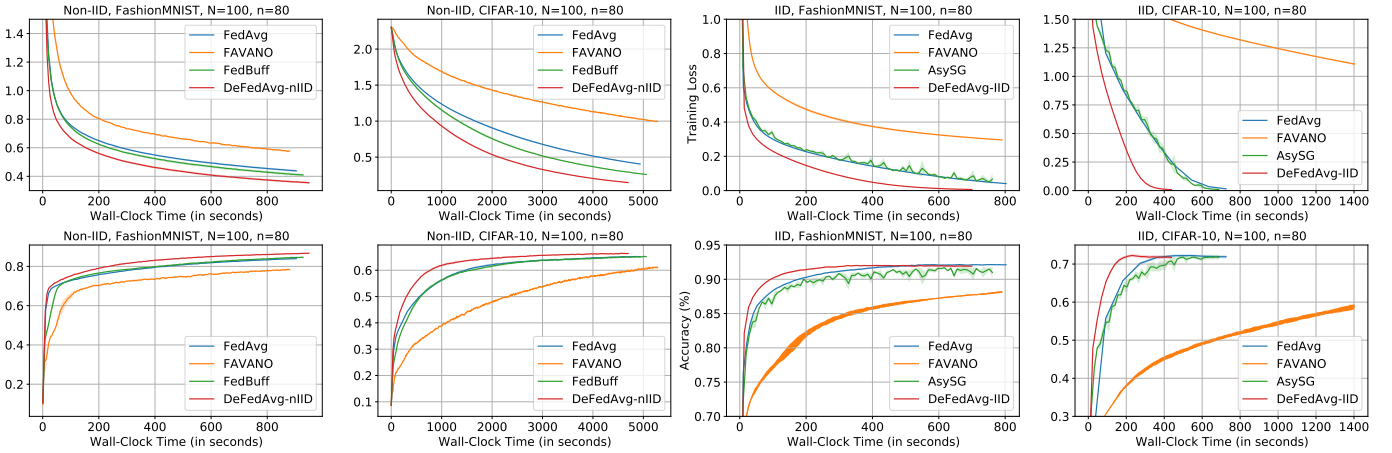 Non-IID, FashionMNIST, N=100, n=80
1.4
1.2
1.0
0.8
0.6
0.4
0 200 400 600 800
Wall-Clock Time (in seconds)
FedAvg
FAVANO
FedBuff
DeFedAvg-nIID
Non-IID, CIFAR-10, N=100, n=80
2.0
1.5
1.0
0.5
0 1000 2000 3000 4000 5000
Wall-Clock Time (in seconds)
FedAvg
FAVANO
FedBuff
DeFedAvg-nIID
IID, FashionMNIST, N=100, n=80
Training Loss
1.0
0.8
0.6
0.4
0.2
0.0
0 200 400 600 800
Wall-Clock Time (in seconds)
FedAvg
FAVANO
AsySG
DeFedAvg-IID
IID, CIFAR-10, N=100, n=80
1.50
1.25
1.00
0.75
0.50
0.25
0.00
0 200 400 600 800 1000 1200 1400
Wall-Clock Time (in seconds)
FedAvg
FAVANO
AsySG
DeFedAvg-IID
Non-IID, FashionMNIST, N=100, n=80
0.8
0.6
0.4
0.2
0 200 400 600 800
Wall-Clock Time (in seconds)
FedAvg
FAVANO
FedBuff
DeFedAvg-nIID
Non-IID, CIFAR-10, N=100, n=80
0.6
0.5
0.4
0.3
0.2
0.1
0 1000 2000 3000 4000 5000
Wall-Clock Time (in seconds)
FedAvg
FAVANO
FedBuff
DeFedAvg-nIID
IID, FashionMNIST, N=100, n=80
Accuracy (%)
0.95
0.90
0.85
0.80
0.75
0.70
0 200 400 600 800
Wall-Clock Time (in seconds)
FedAvg
FAVANO
AsySG
DeFedAvg-IID
IID, CIFAR-10, N=100, n=80
0.7
0.6
0.5
0.4
0.3
0 200 400 600 800 1000 1200 1400
Wall-Clock Time (in seconds)
FedAvg
FAVANO
AsySG
DeFedAvg-IID